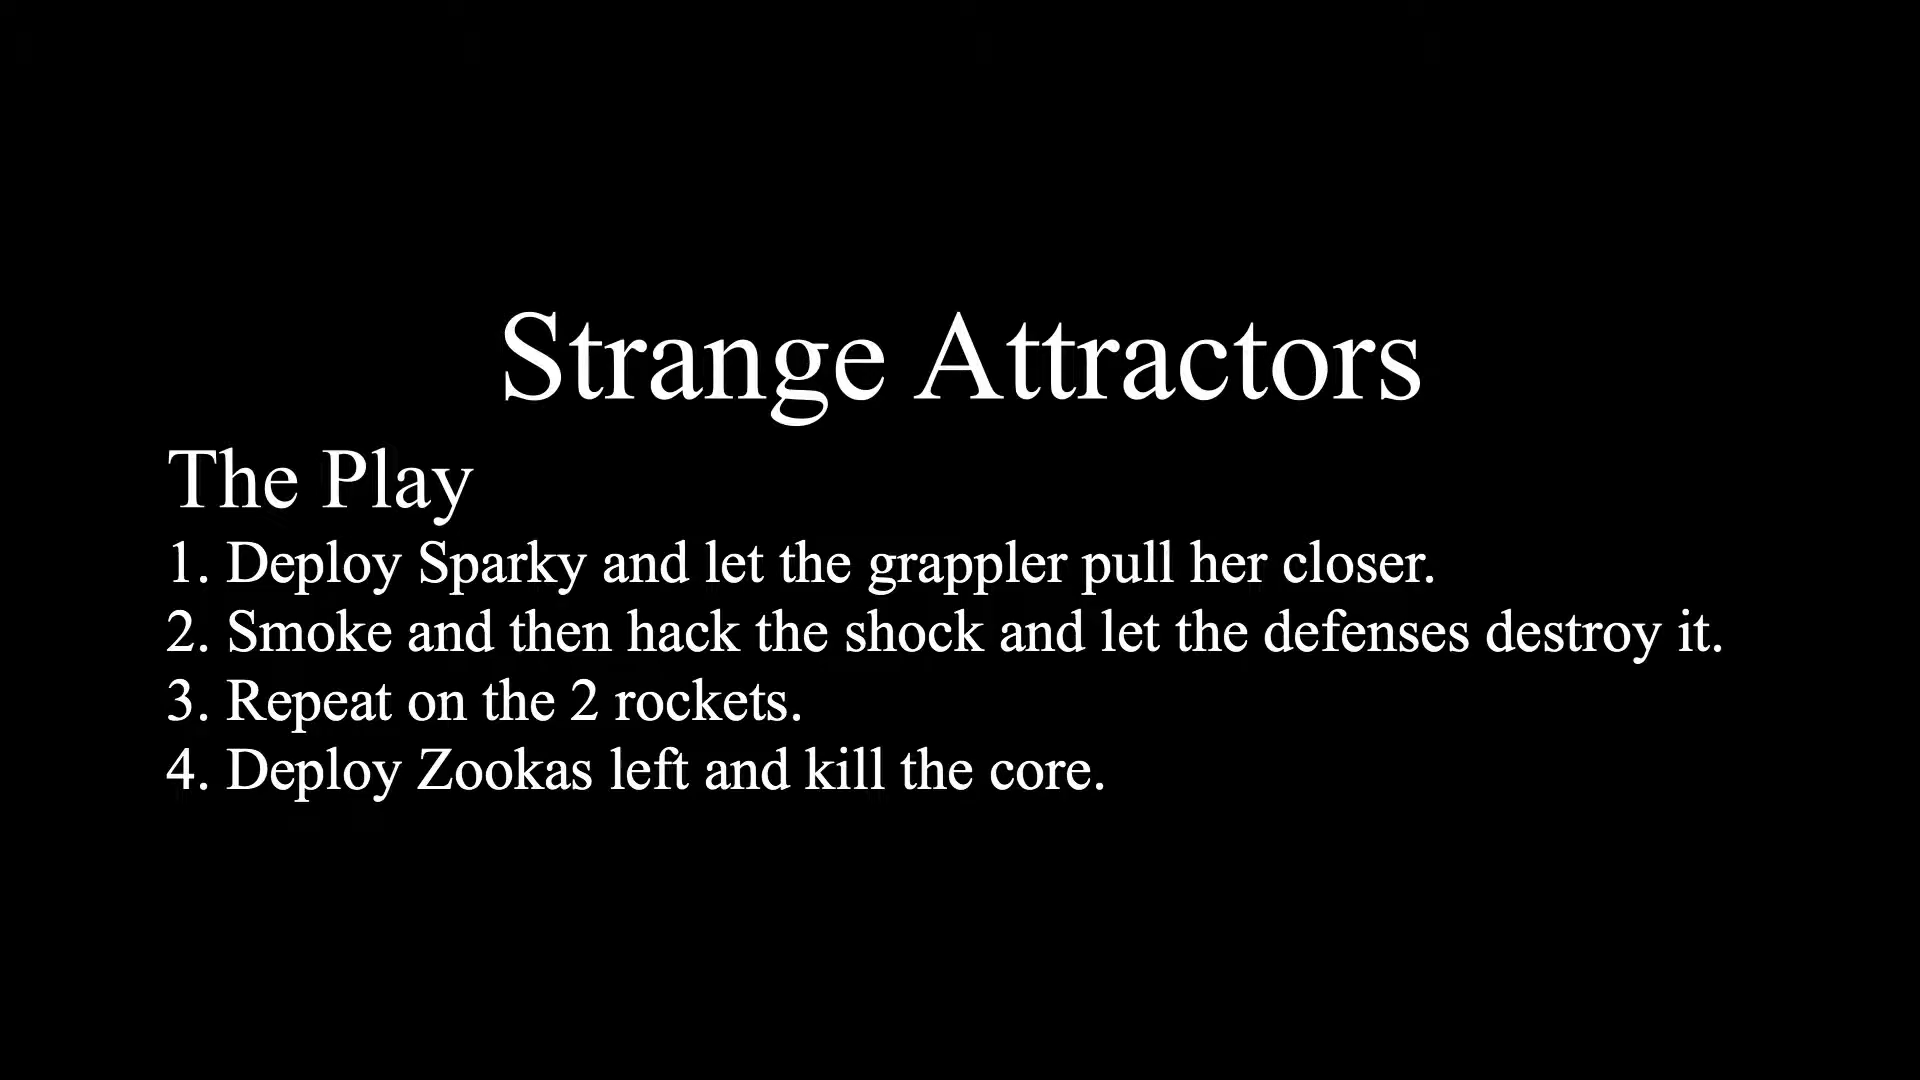 Strange Attractors
The Play
1. Deploy Sparky and let the grappler pull her closer.
2. Smoke and then hack the shock and let the defenses destroy it.
3. Repeat on the 2 rockets.
4. Deploy Zookas left and kill the core.